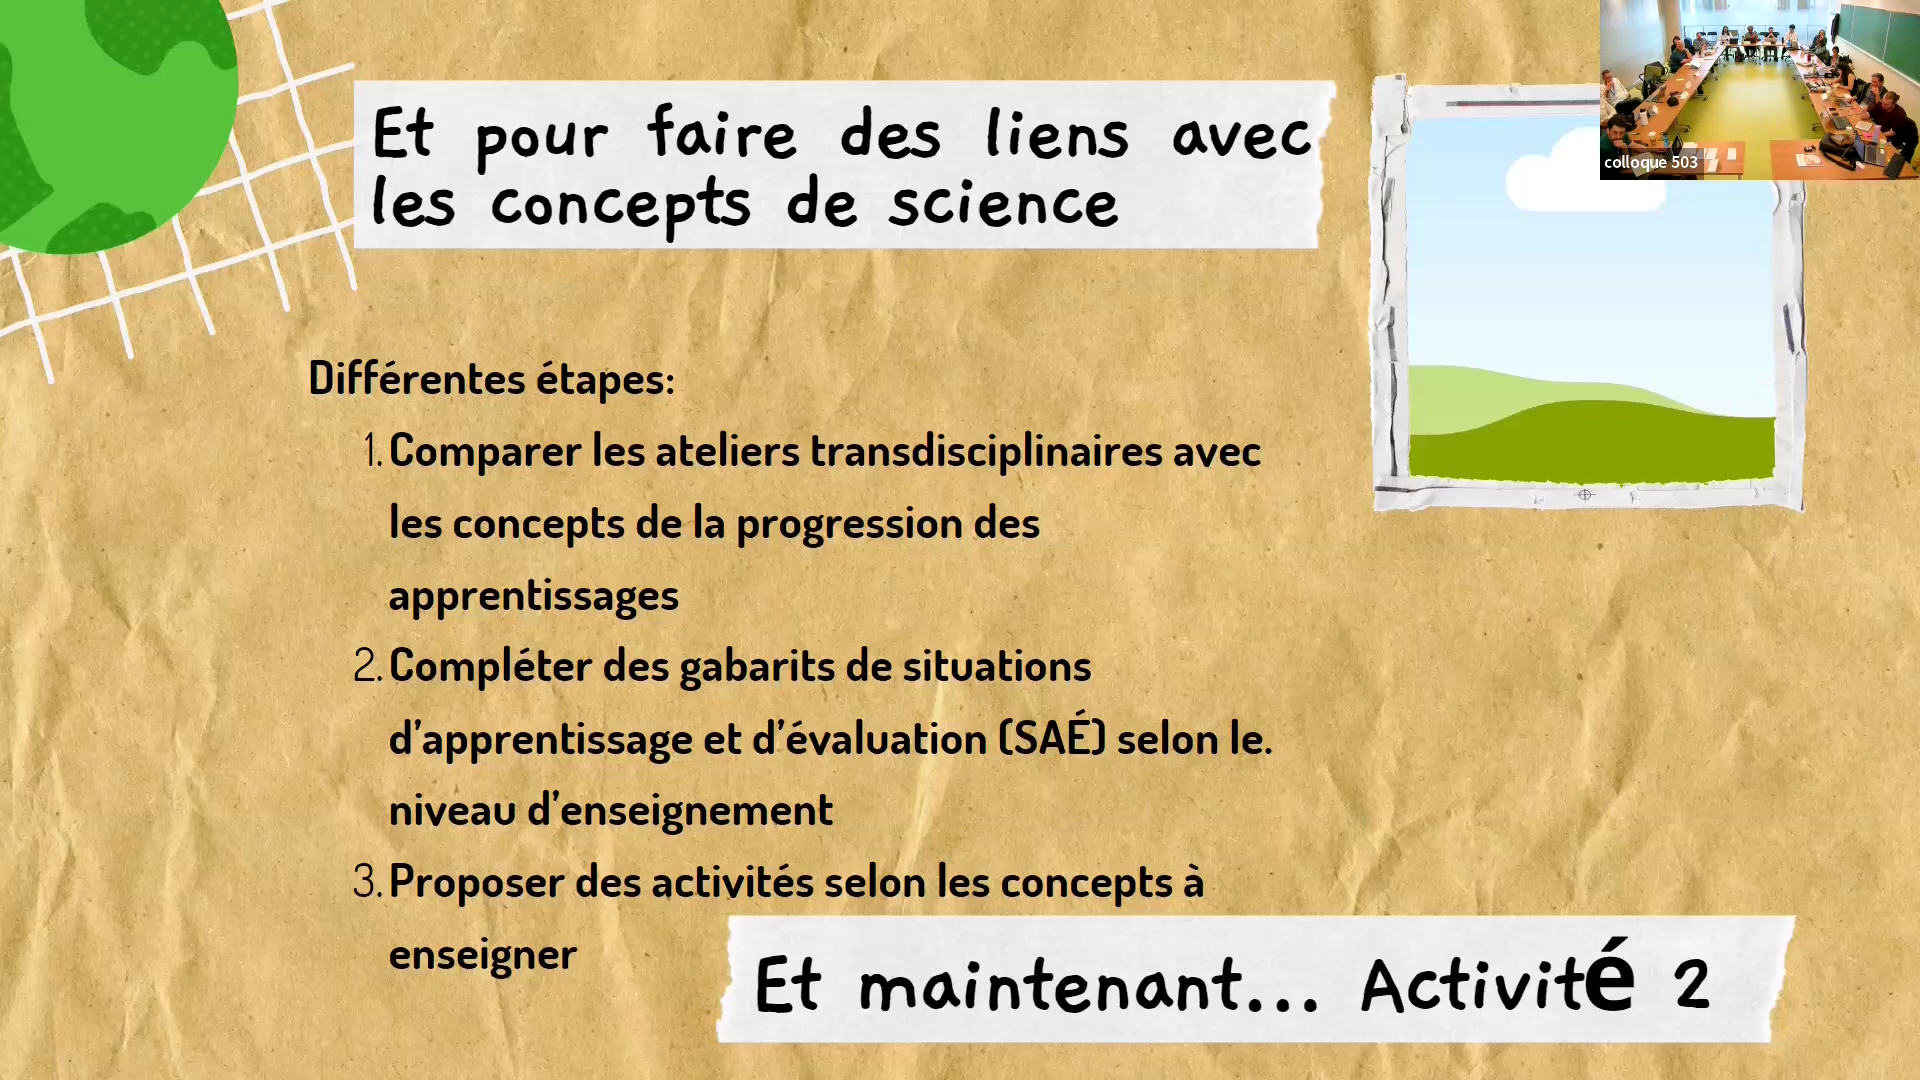 Et pour faire des liens avec
les concepts de science
colloque 503
Différentes étapes:
1. Comparer les ateliers transdisciplinaires avec
les concepts de la progression des
apprentissages
2. Compléter des gabarits de situations
d’apprentissage et d’évaluation (SAÉ) selon le.
niveau d’enseignement
3. Proposer des activités selon les concepts à
enseigner
Et maintenant... Activité 2